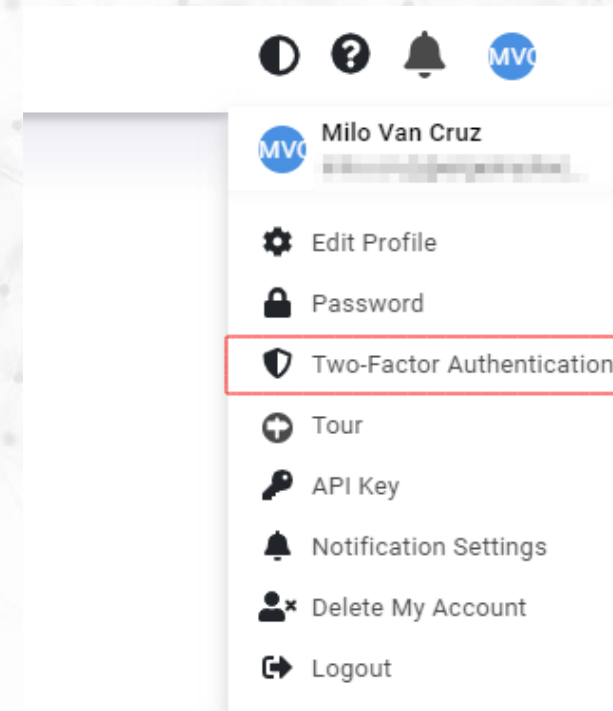 MVC
MVC
Milo Van Cruz
Edit Profile
Password
Two-Factor Authentication
Tour
API Key
Notification Settings
Delete My Account
Logout